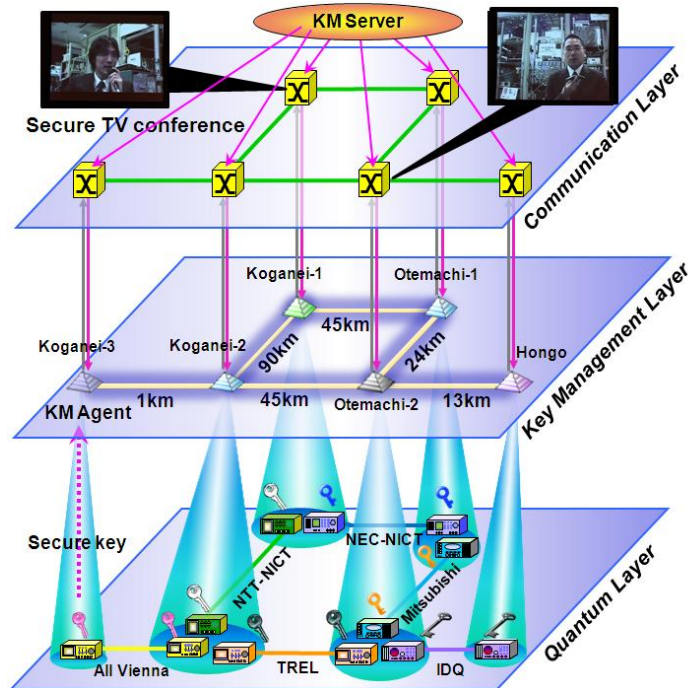 KM Server
Secure TV conference
Communication Layer
Koganei-1
Otemachi-1
45km
Koganei-3
Koganei-2
90km
24km
Hongo
KM Agent
1km
45km
Otemachi-2
13km
Key Management Layer
Secure key
NEC-NICT
NTT-NICT
Mitsubishi
All Vienna
TREL
IDQ
Quantum Layer